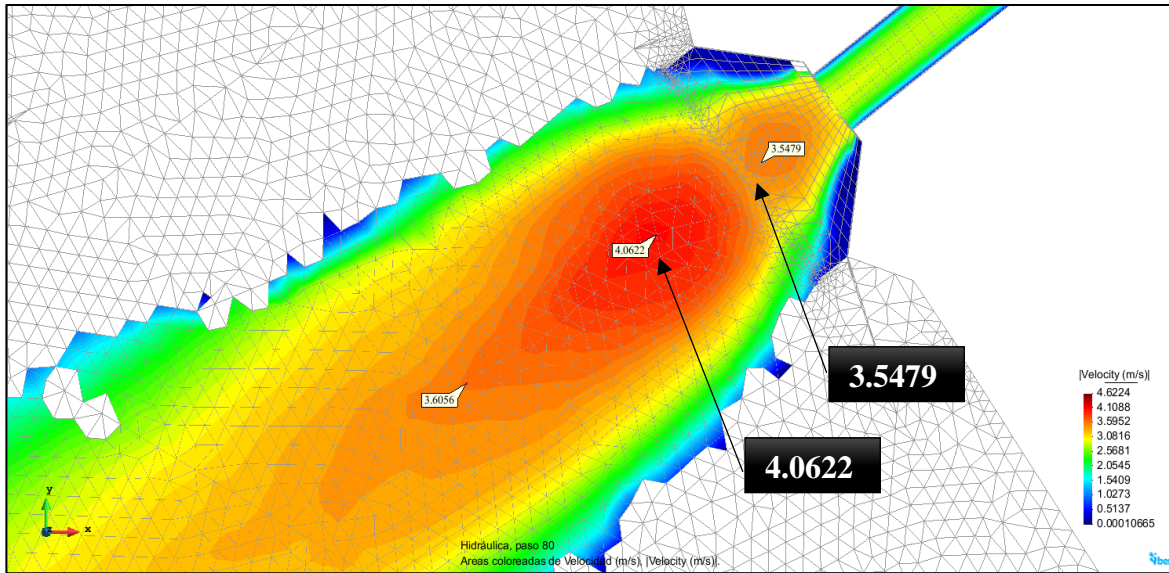 3.5479
4.0622
3.6056
3.5479
4.0622
|Velocity (m/s)|
4.6224
4.1088
3.5952
3.0816
2.5681
2.0545
1.5409
1.0273
0.5137
0.00010665
y
z
x
Hidráulica, paso 80
Areas coloreadas de Velocidad (m/s), |Velocity (m/s)|.